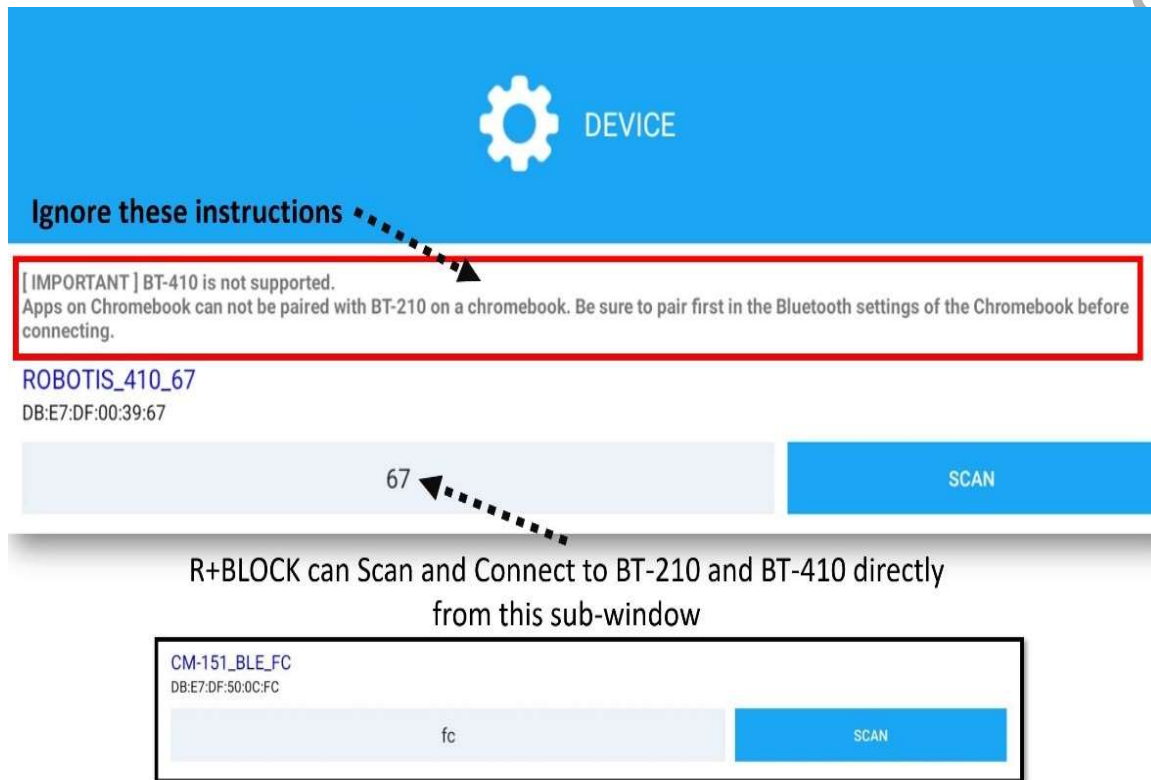 DEVICE
Ignore these instructions
[ IMPORTANT ] BT-410 is not supported.
Apps on Chromebook can not be paired with BT-210 on a chromebook. Be sure to pair first in the Bluetooth settings of the Chromebook before
connecting.
ROBOTIS_410_67
DB:E7:DF:00:39:67
67
SCAN
R+BLOCK can Scan and Connect to BT-210 and BT-410 directly
from this sub-window
CM-151_BLE_FC
DB:E7:DF:50:0C:FC
fc
SCAN